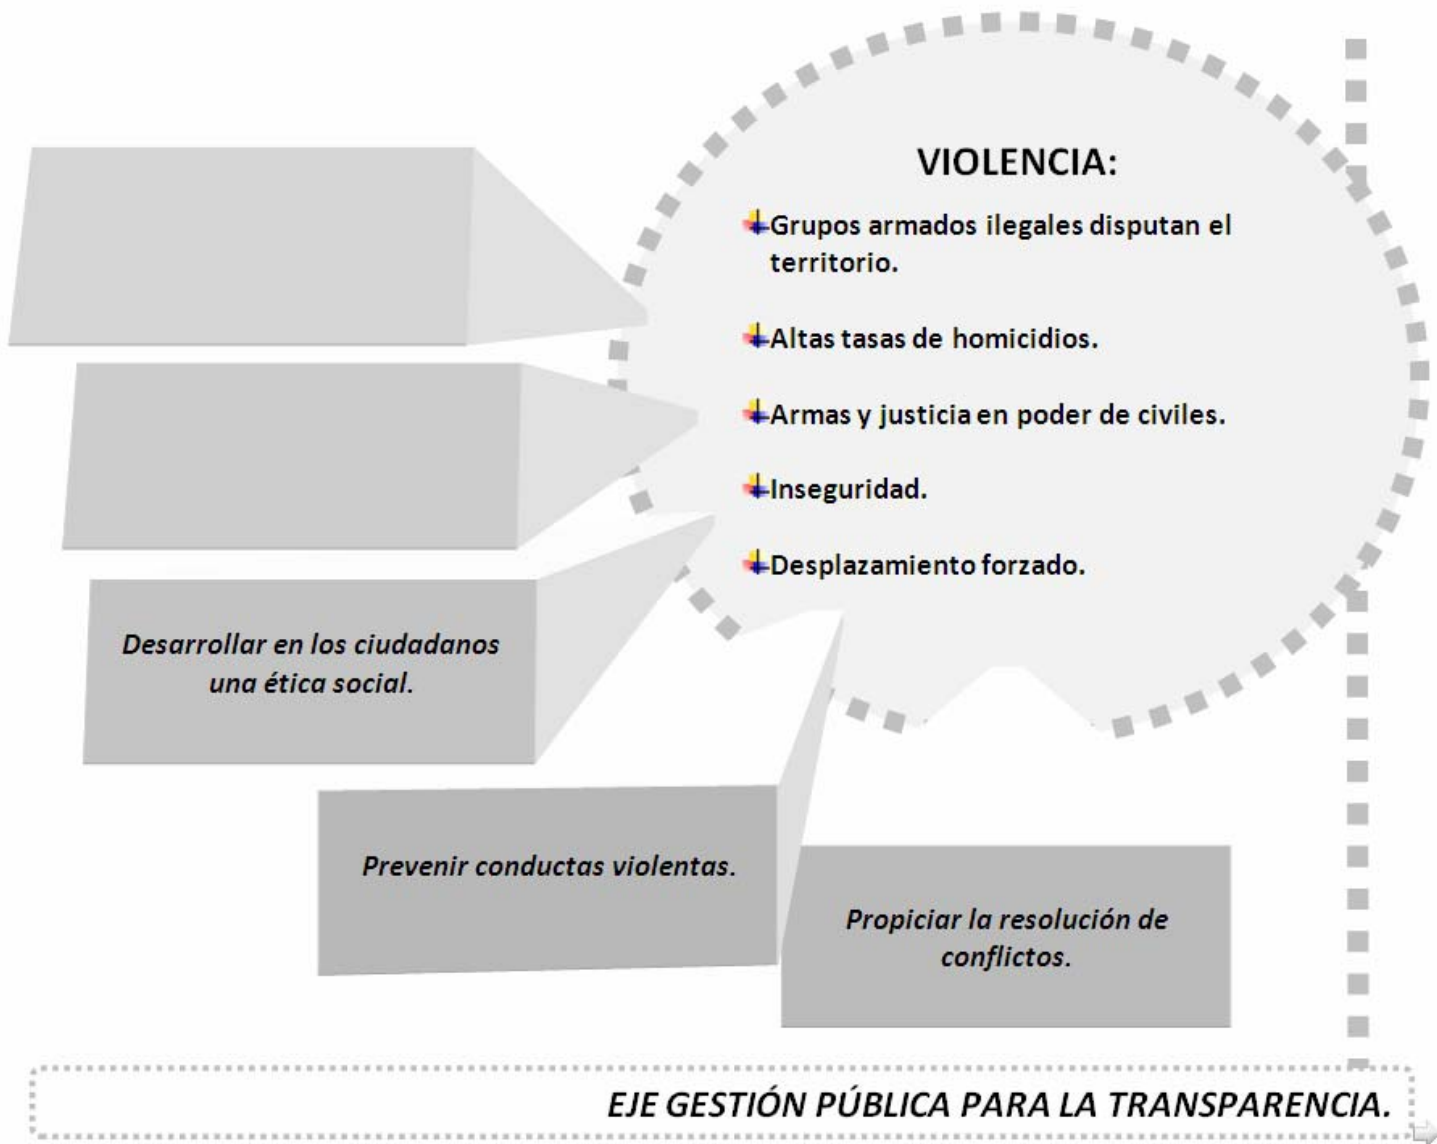 VIOLENCIA:
Grupos armados ilegales disputan el
territorio.
Altas tasas de homicidios.
Armas y justicia en poder de civiles.
Inseguridad.
Desplazamiento forzado.
Desarrollar en los ciudadanos
una ética social.
Prevenir conductas violentas.
Propiciar la resolución de
conflictos.
EJE GESTIÓN PÚBLICA PARA LA TRANSPARENCIA.